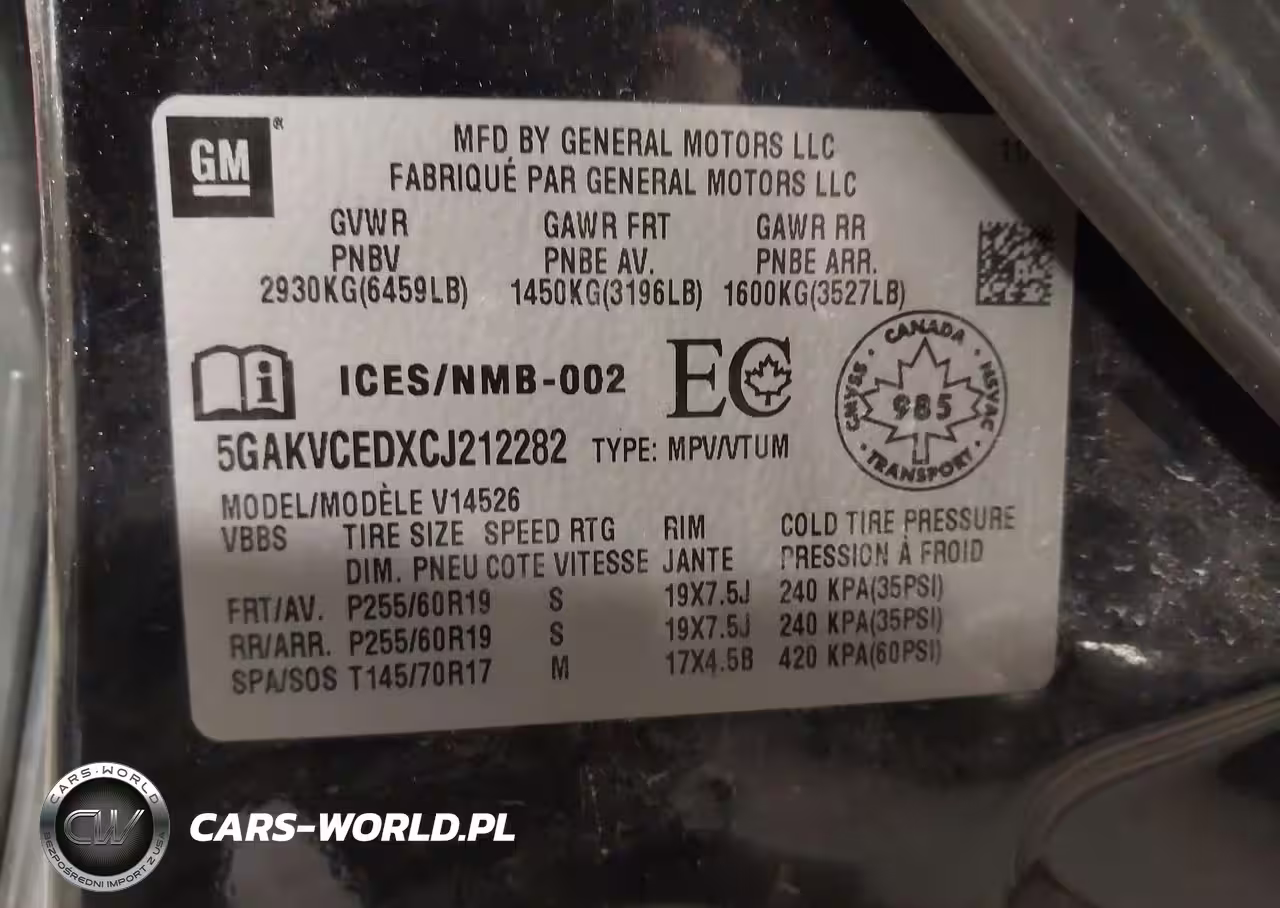 GM®
MFD BY GENERAL MOTORS LLC
FABRIQUÉ PAR GENERAL MOTORS LLC
GVWR GAWR FRT GAWR RR
PNBV PNBE AV. PNBE ARR.
2930KG(6459LB) 1450KG(3196LB) 1600KG(3527LB)
i ICES/NMB-002 EC
CANADA
CMVSS · NSVAC
985
TRANSPORT
5GAKVCEDXCJ212282 TYPE: MPV/VTUM
MODEL/MODÈLE V14526
VBBS TIRE SIZE SPEED RTG RIM COLD TIRE PRESSURE
DIM. PNEU COTE VITESSE JANTE PRESSION À FROID
FRT/AV. P255/60R19 S 19X7.5J 240 KPA(35PSI)
RR/ARR. P255/60R19 S 19X7.5J 240 KPA(35PSI)
SPA/SOS T145/70R17 M 17X4.5B 420 KPA(60PSI)
CARS-WORLD
CW
BEZPOŚREDNI IMPORT Z USA
CARS-WORLD.PL